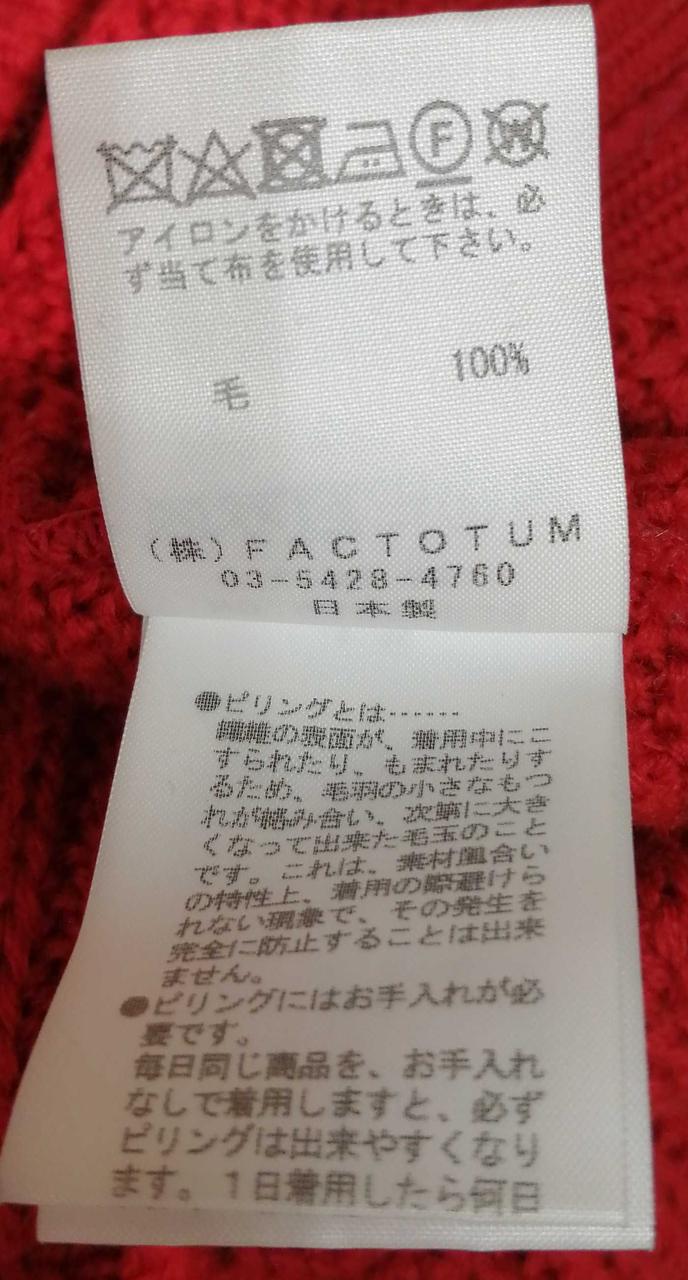 F
W
アイロンをかけるときは、必
ず当て布を使用して下さい。
毛 100%
(株)FACTOTUM
03-5428-4760
日本製
●ピリングとは……
繊維の表面が、着用中にこ
すられたり、もまれたりす
るため、毛羽の小さなもつ
れが絡み合い、次第に大き
くなって出来た毛玉のこと
です。これは、素材風合い
の特性上、着用の際避けら
れない現象で、その発生を
完全に防止することは出来
ません。
●ピリングにはお手入れが必
要です。
毎日同じ商品を、お手入れ
なしで着用しますと、必ず
ピリングは出来やすくなり
ます。1日着用したら何日